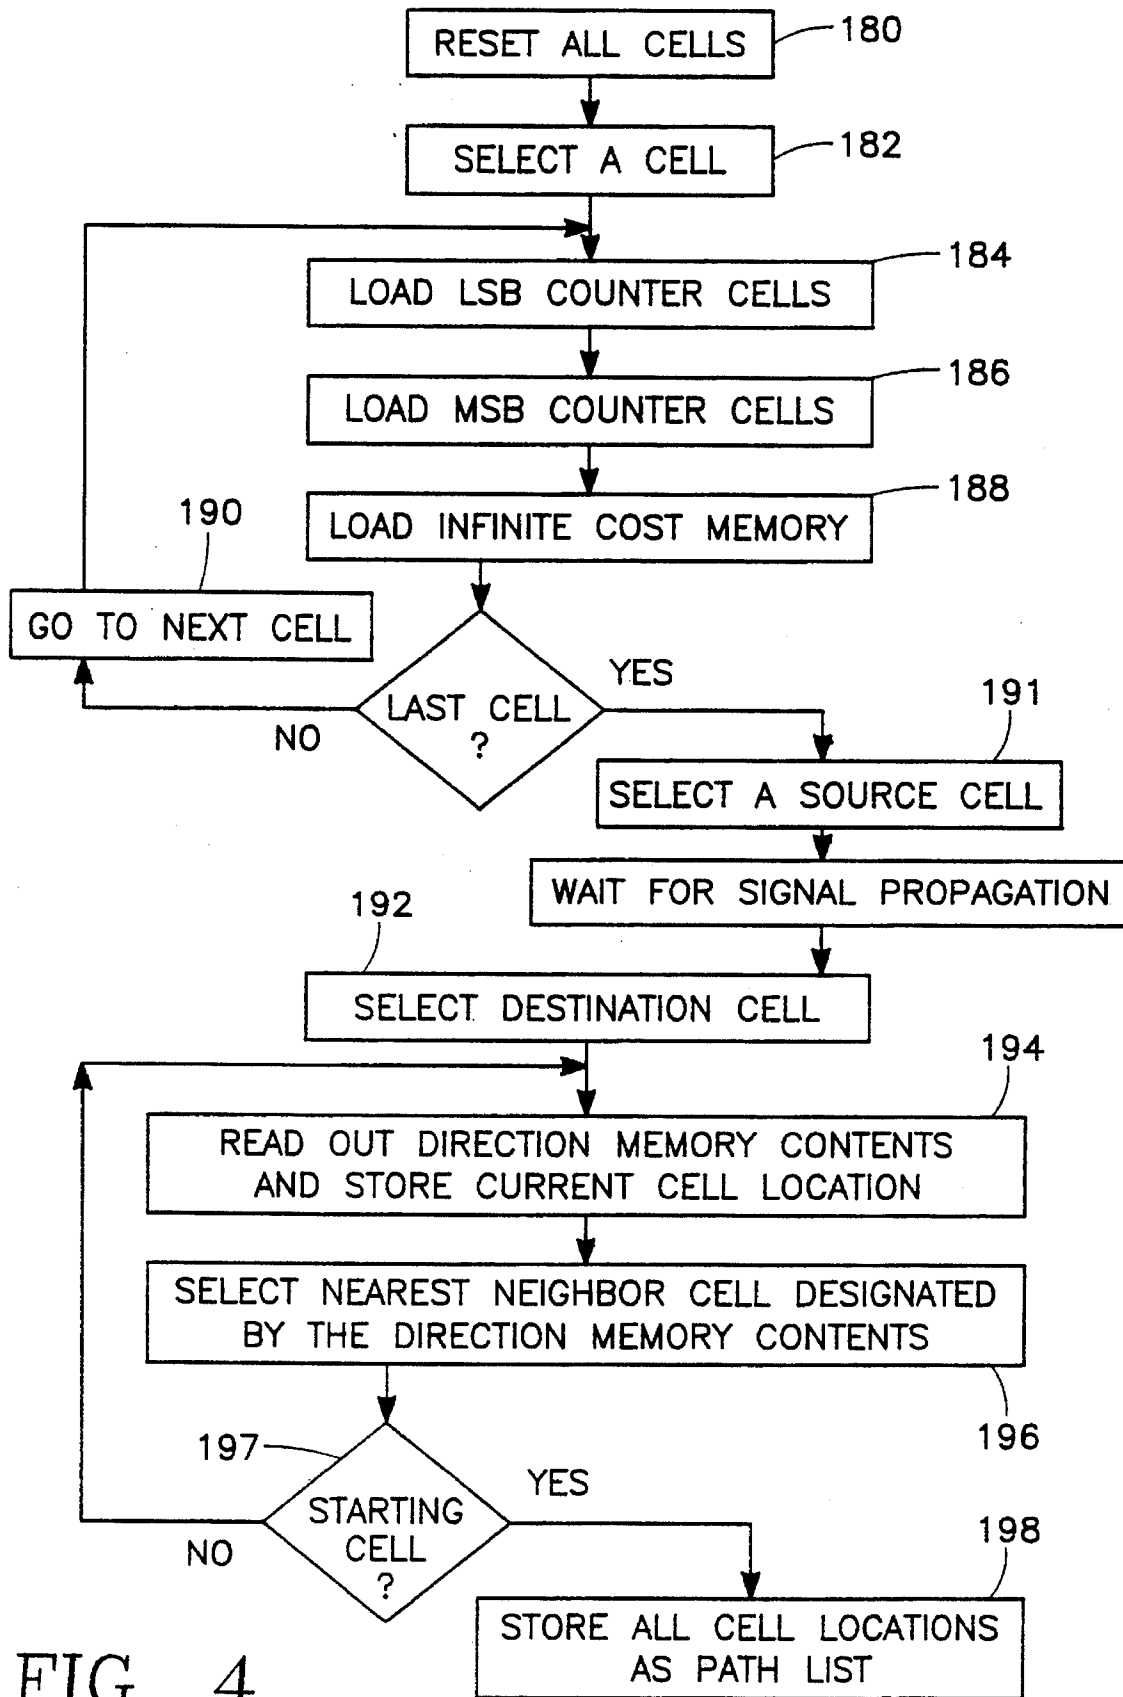 RESET ALL CELLS
180
SELECT A CELL
182
184
LOAD LSB COUNTER CELLS
186
LOAD MSB COUNTER CELLS
188
LOAD INFINITE COST MEMORY
190
GO TO NEXT CELL
YES
LAST CELL
?
NO
191
SELECT A SOURCE CELL
WAIT FOR SIGNAL PROPAGATION
192
SELECT DESTINATION CELL
194
READ OUT DIRECTION MEMORY CONTENTS
AND STORE CURRENT CELL LOCATION
SELECT NEAREST NEIGHBOR CELL DESIGNATED
BY THE DIRECTION MEMORY CONTENTS
196
197
YES
STARTING
CELL
?
NO
198
STORE ALL CELL LOCATIONS
AS PATH LIST
FIG. 4